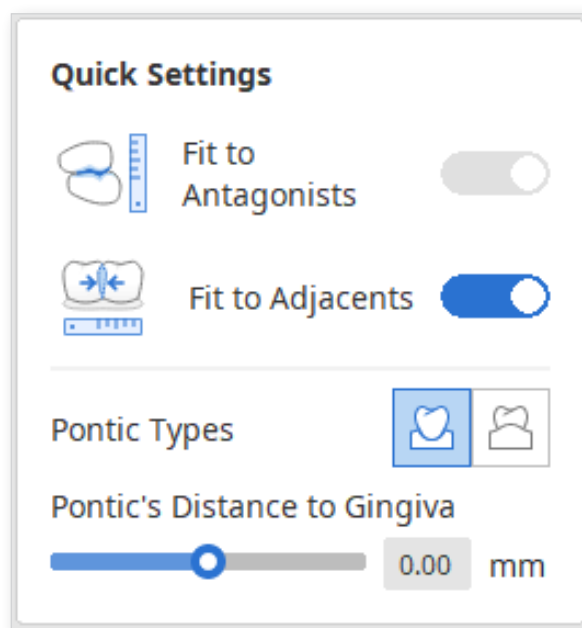 Quick Settings
Fit to
Antagonists
Fit to Adjacents
Pontic Types
Pontic's Distance to Gingiva
0.00 mm